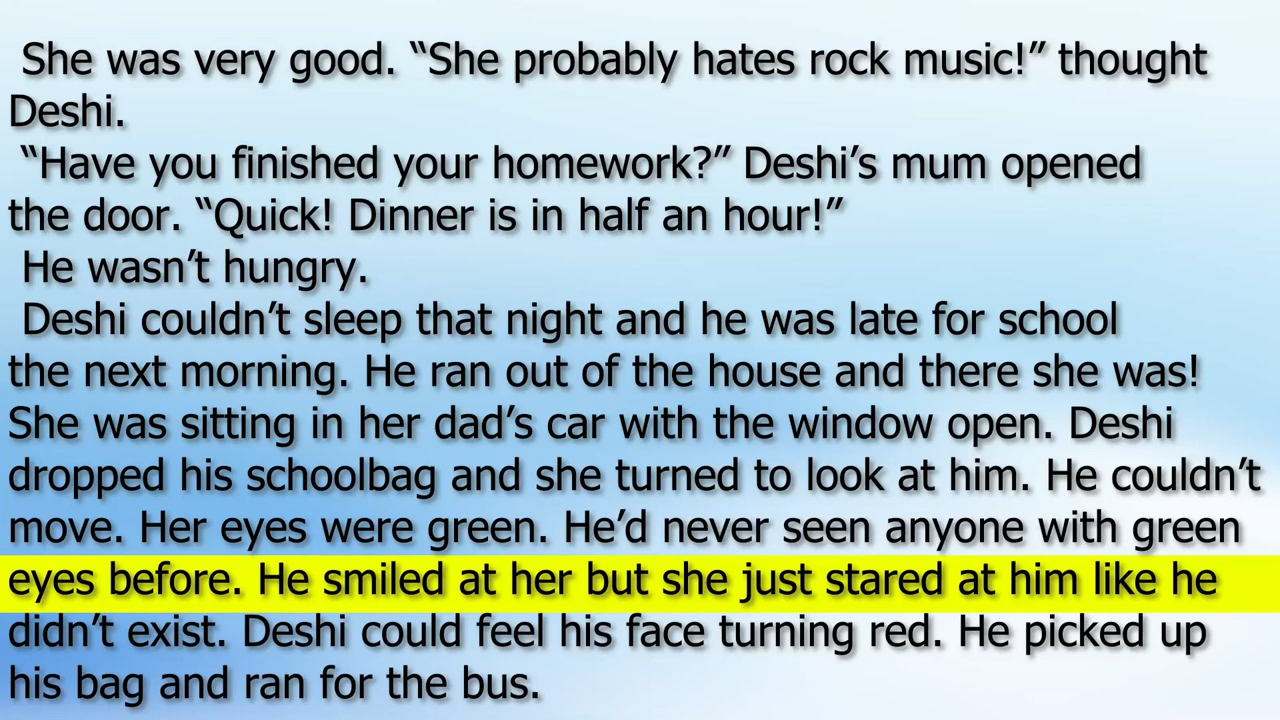 She was very good. “She probably hates rock music!” thought
Deshi.
“Have you finished your homework?” Deshi’s mum opened
the door. “Quick! Dinner is in half an hour!”
He wasn’t hungry.
Deshi couldn’t sleep that night and he was late for school
the next morning. He ran out of the house and there she was!
She was sitting in her dad’s car with the window open. Deshi
dropped his schoolbag and she turned to look at him. He couldn’t
move. Her eyes were green. He’d never seen anyone with green
eyes before. He smiled at her but she just stared at him like he
didn’t exist. Deshi could feel his face turning red. He picked up
his bag and ran for the bus.